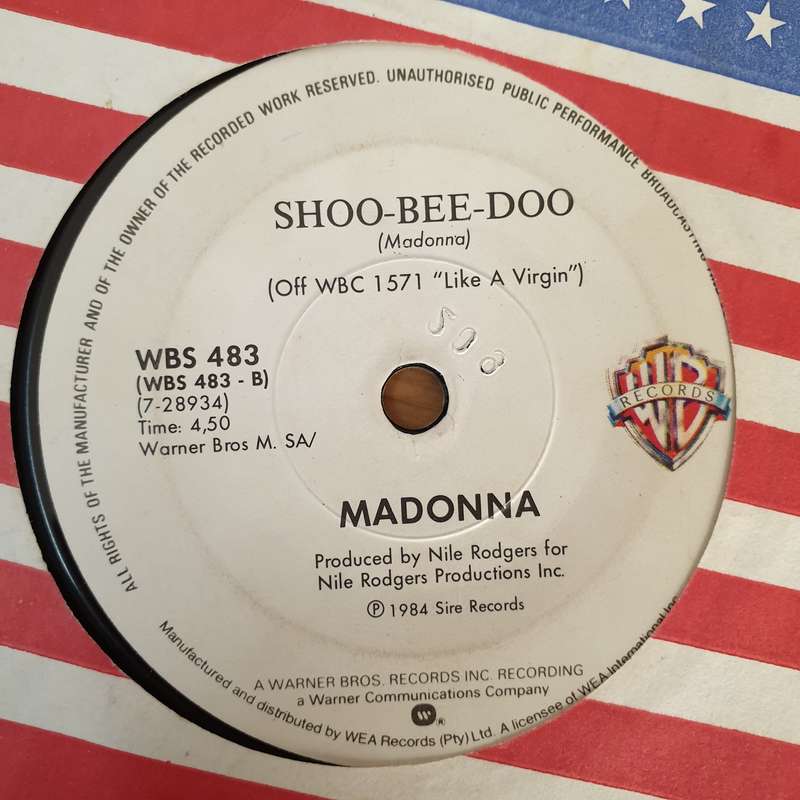 ALL RIGHTS OF THE MANUFACTURER AND OF THE OWNER OF THE RECORDED WORK RESERVED. UNAUTHORISED PUBLIC PERFORMANCE BROADCASTING
SHOO-BEE-DOO
(Madonna)
(Off WBC 1571 "Like A Virgin")
508
WBS 483
(WBS 483 - B)
(7-28934)
Time: 4,50
Warner Bros M. SA/
WB
RECORDS
MADONNA
Produced by Nile Rodgers for
Nile Rodgers Productions Inc.
℗ 1984 Sire Records
A WARNER BROS. RECORDS INC. RECORDING
a Warner Communications Company
Manufactured and distributed by WEA Records (Pty) Ltd. A licensee of WEA International Inc.